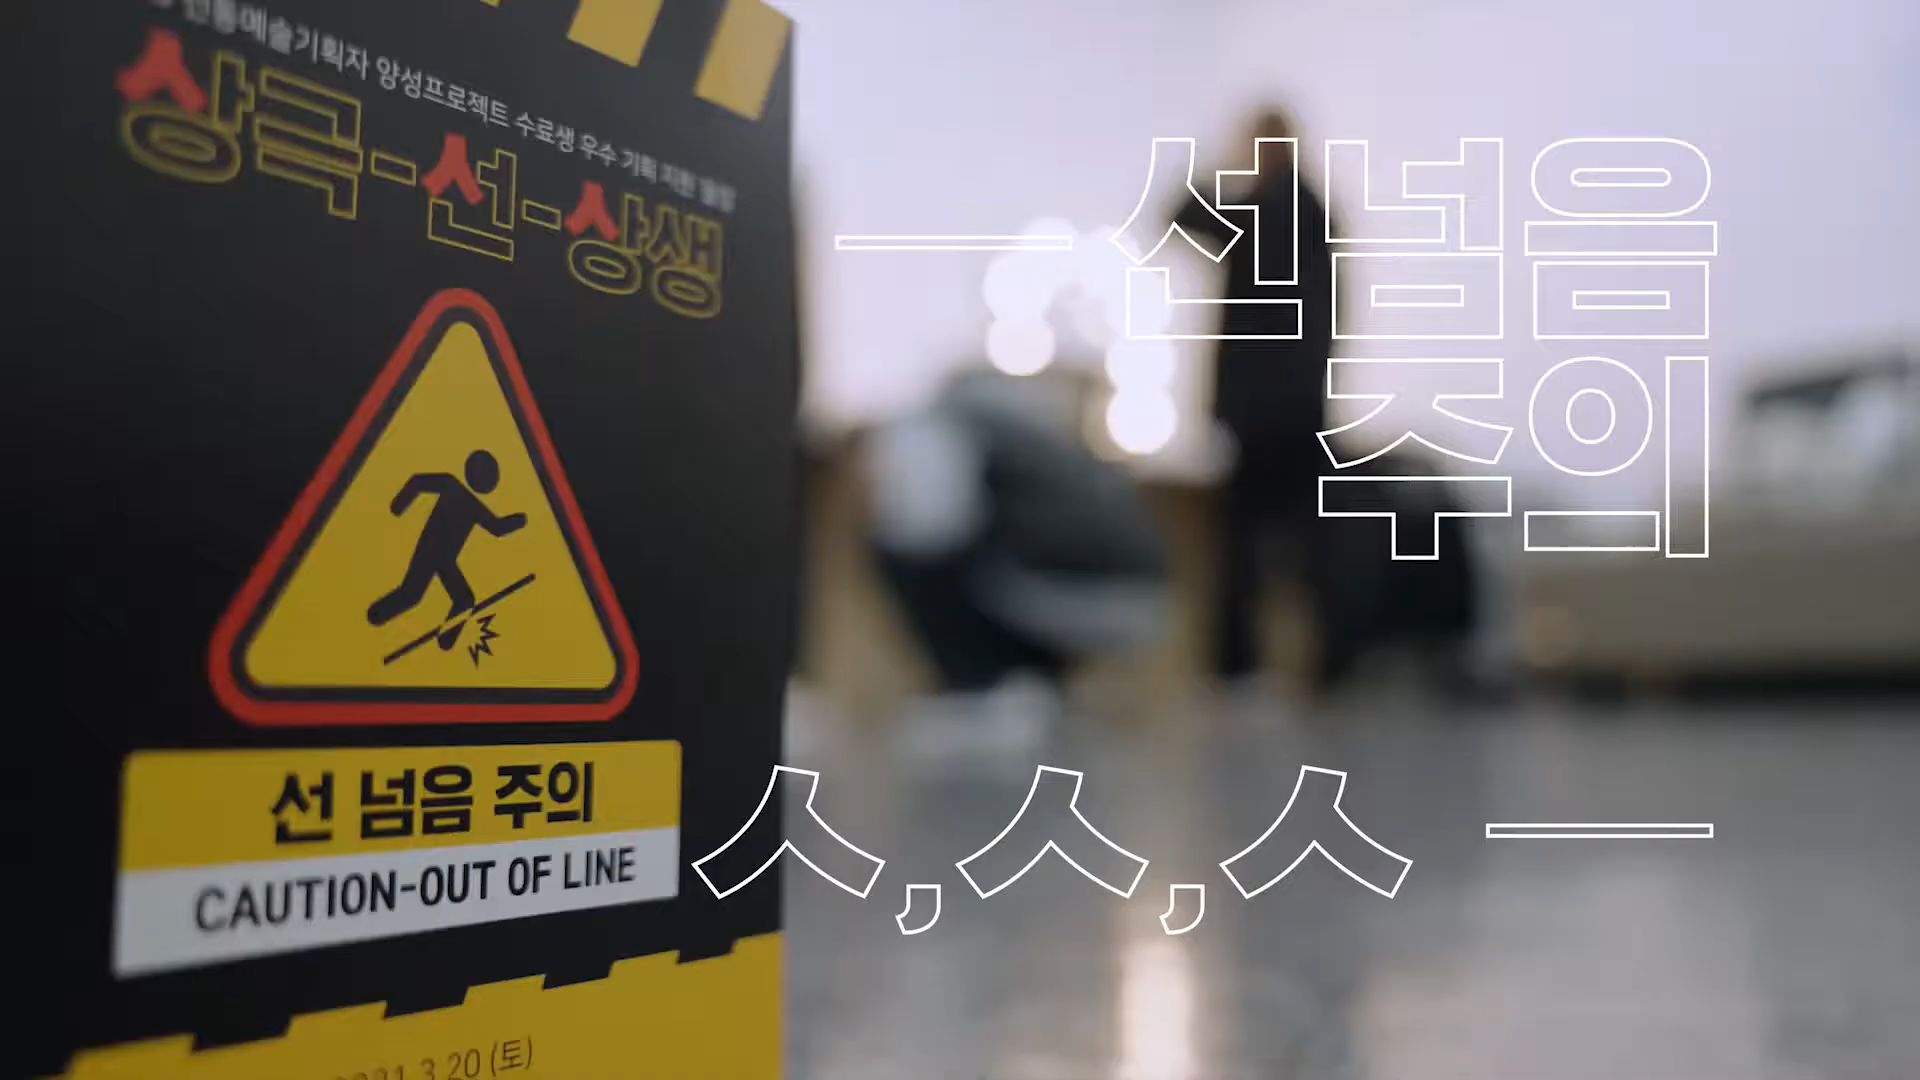 전통예술기획자 양성프로젝트 수료생 우수 기획 지원
상극-선-상생
선 넘음 주의
CAUTION-OUT OF LINE
2021.3.20 (토)
선넘음
주의
ㅅ,ㅅ,ㅅ